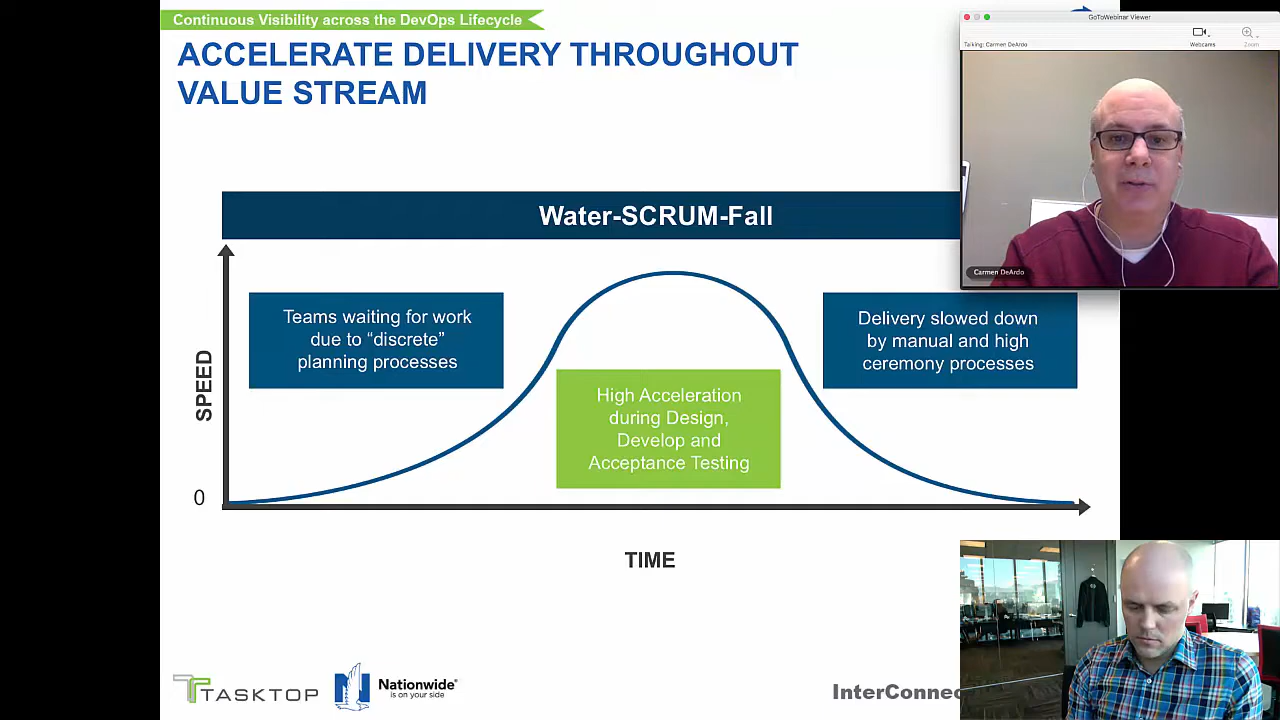 Continuous Visibility across the DevOps Lifecycle
ACCELERATE DELIVERY THROUGHOUT
VALUE STREAM
GoToWebinar Viewer
Talking: Carmen DeArdo
Webcams
Zoom
Carmen DeArdo
Water-SCRUM-Fall
Teams waiting for work
due to “discrete”
planning processes
High Acceleration
during Design,
Develop and
Acceptance Testing
Delivery slowed down
by manual and high
ceremony processes
SPEED
0
TIME
TASKTOP
Nationwide®
is on your side
InterConnec